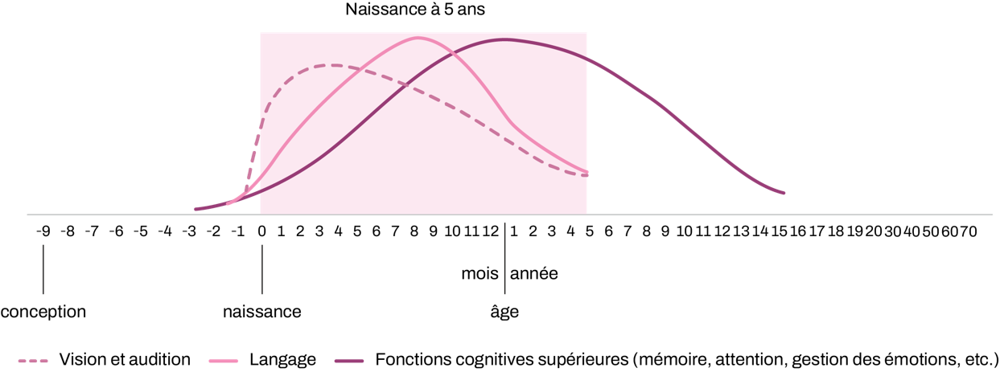 Naissance à 5 ans
-9 -8 -7 -6 -5 -4 -3 -2 -1 0 1 2 3 4 5 6 7 8 9 10 11 12 1 2 3 4 5 6 7 8 9 10 11 12 13 14 15 16 17 18 19 20 30 40 50 60 70
mois année
conception naissance âge
Vision et audition Langage Fonctions cognitives supérieures (mémoire, attention, gestion des émotions, etc.)